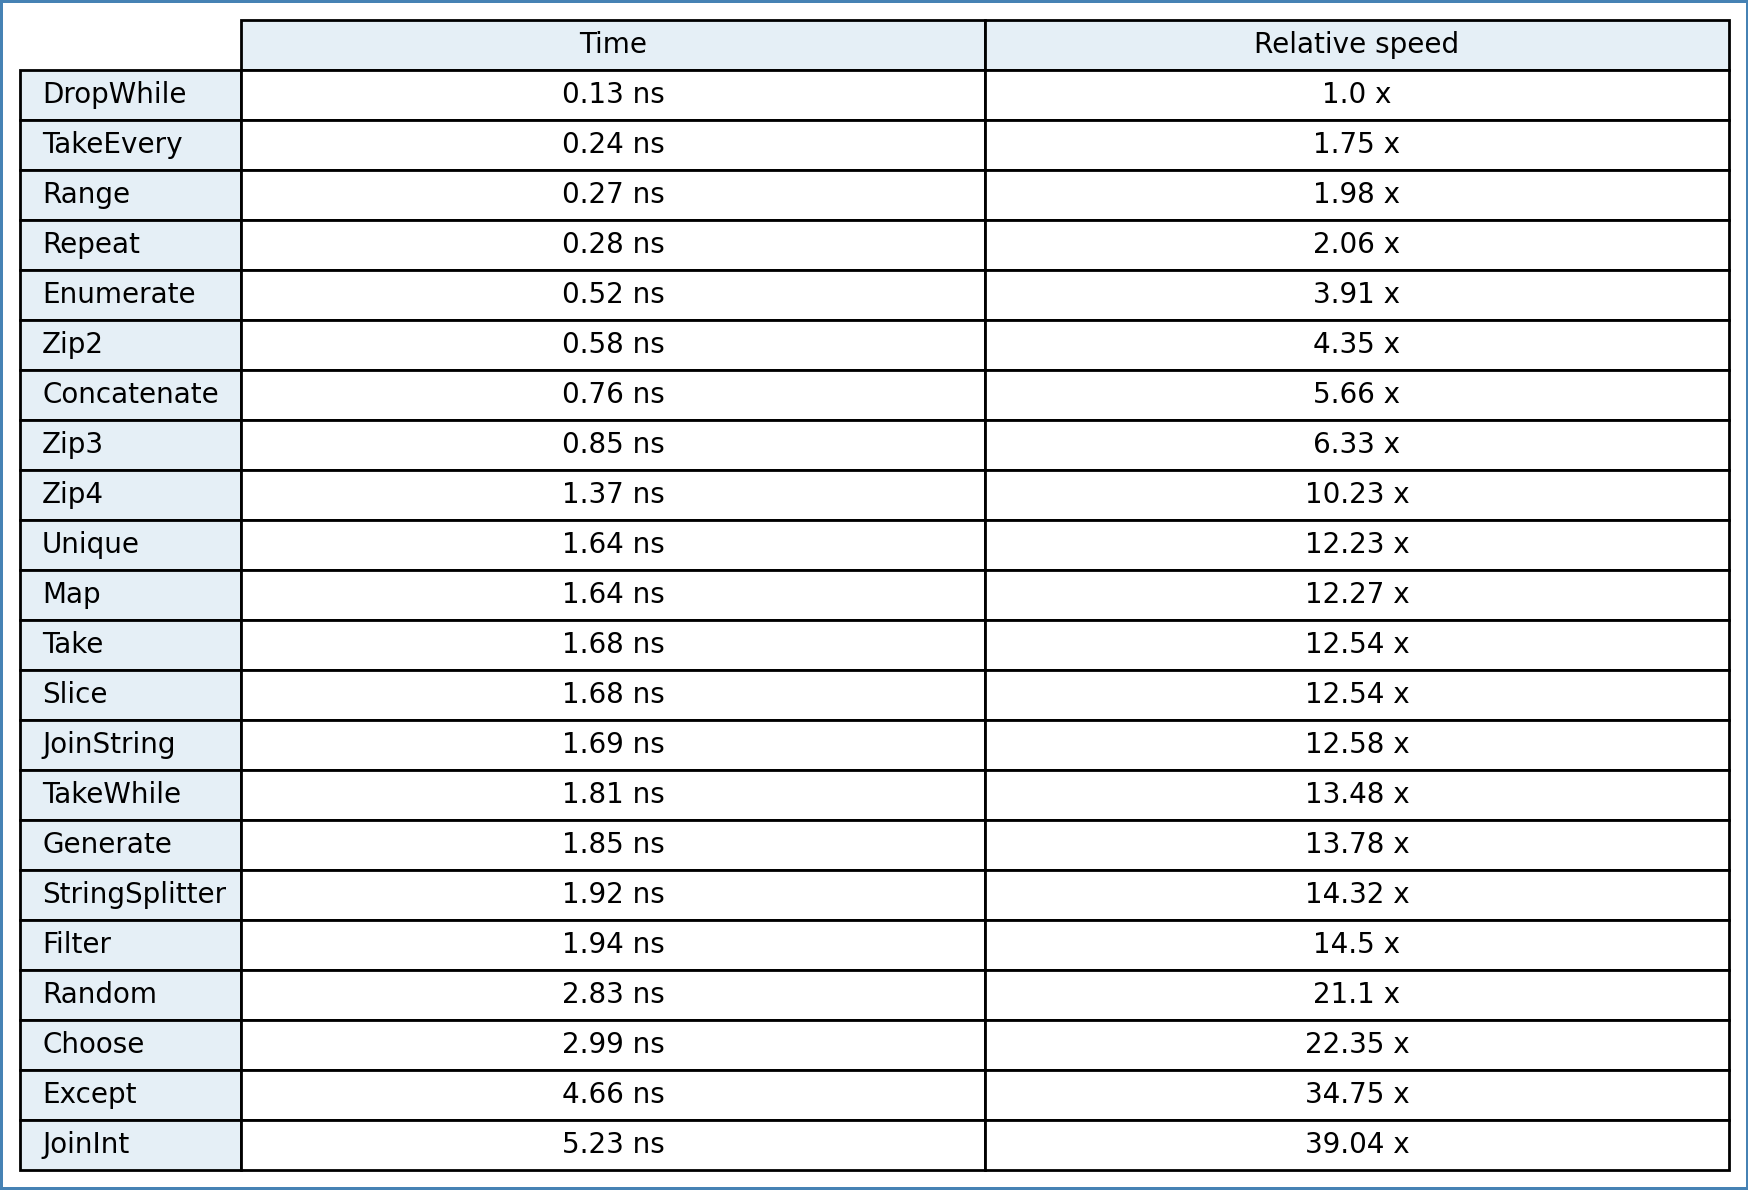 Time Relative speed
DropWhile 0.13 ns 1.0 x
TakeEvery 0.24 ns 1.75 x
Range 0.27 ns 1.98 x
Repeat 0.28 ns 2.06 x
Enumerate 0.52 ns 3.91 x
Zip2 0.58 ns 4.35 x
Concatenate 0.76 ns 5.66 x
Zip3 0.85 ns 6.33 x
Zip4 1.37 ns 10.23 x
Unique 1.64 ns 12.23 x
Map 1.64 ns 12.27 x
Take 1.68 ns 12.54 x
Slice 1.68 ns 12.54 x
JoinString 1.69 ns 12.58 x
TakeWhile 1.81 ns 13.48 x
Generate 1.85 ns 13.78 x
StringSplitter 1.92 ns 14.32 x
Filter 1.94 ns 14.5 x
Random 2.83 ns 21.1 x
Choose 2.99 ns 22.35 x
Except 4.66 ns 34.75 x
JoinInt 5.23 ns 39.04 x